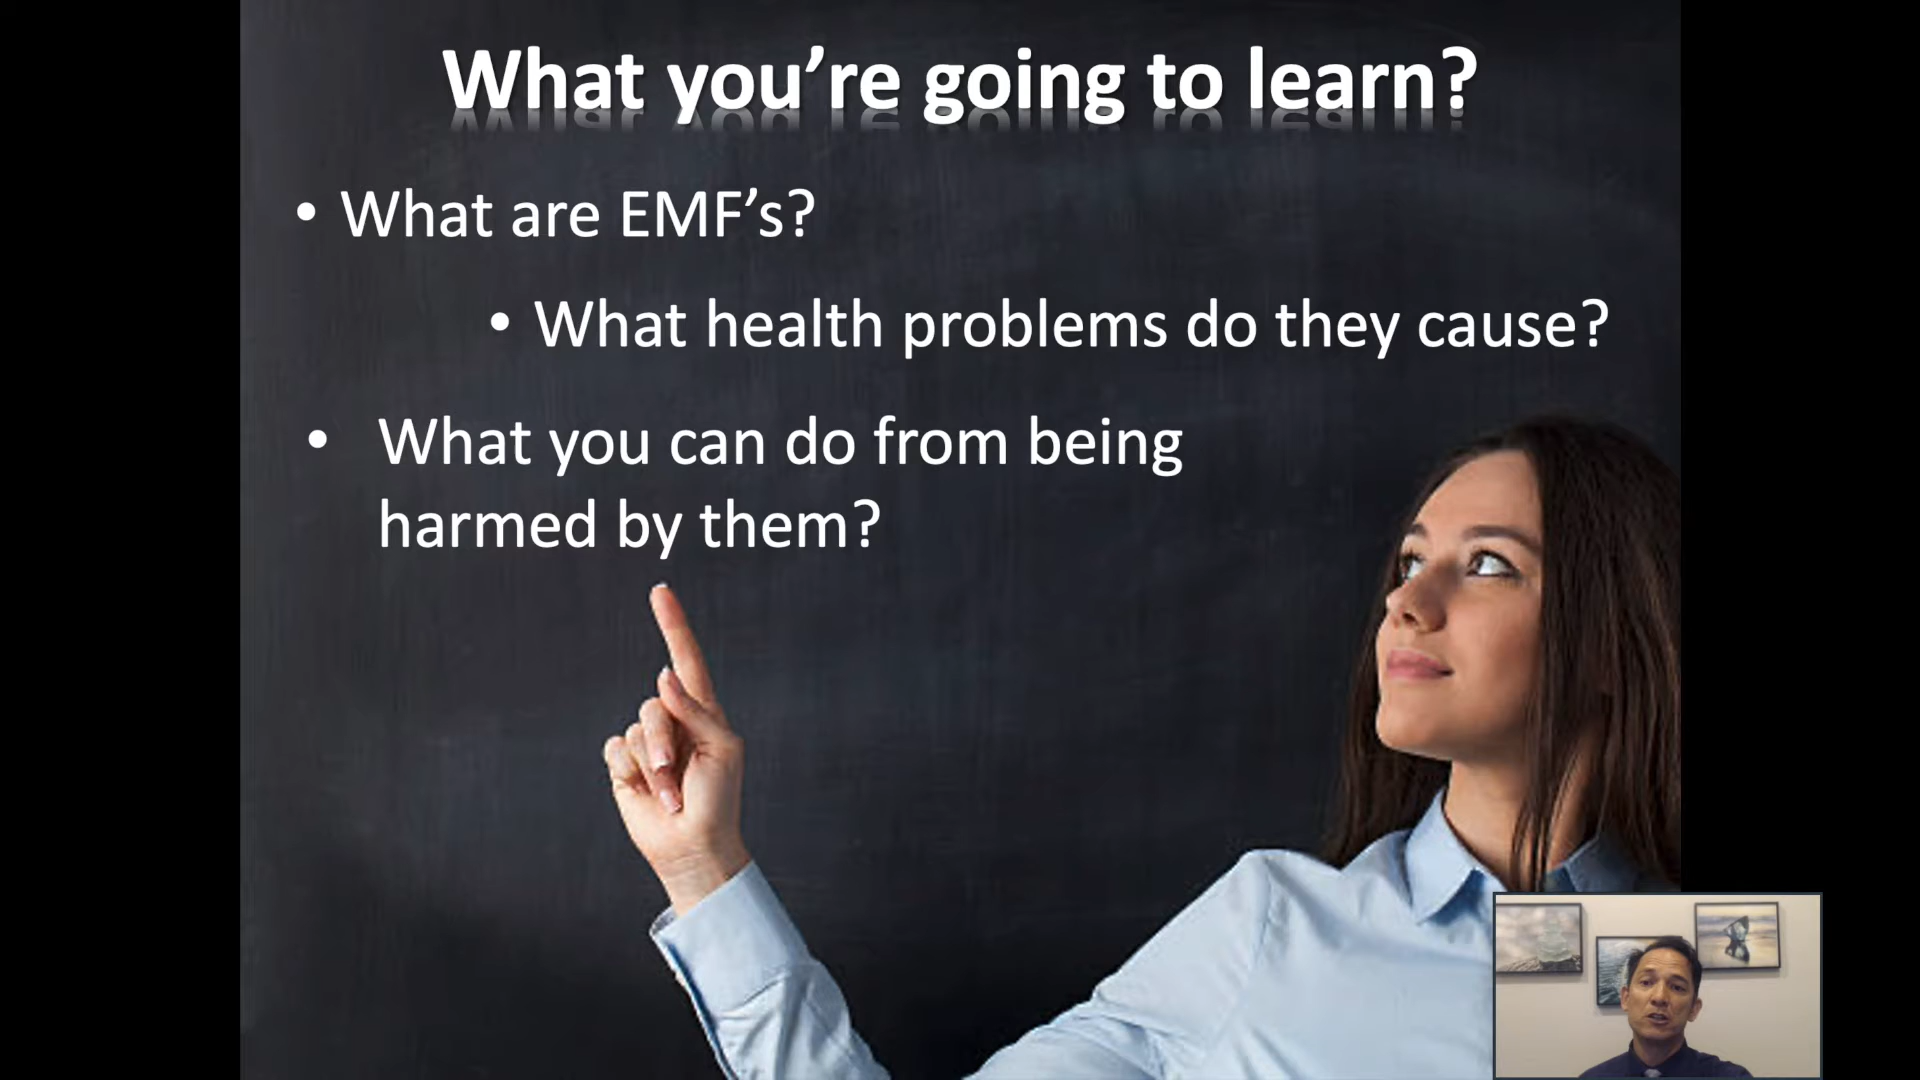 What you’re going to learn?
• What are EMF’s?
• What health problems do they cause?
• What you can do from being
harmed by them?